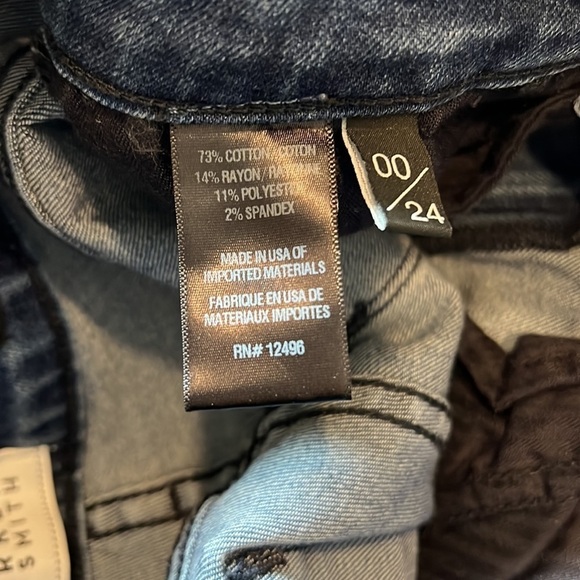 73% COTTON/COTON
14% RAYON/
11%
2% SPANDEX
MADE IN USA OF
IMPORTED MATERIALS
FABRIQUE EN USA DE
MATERIAUX IMPORTES
RN# 12496
00/24
SMITH